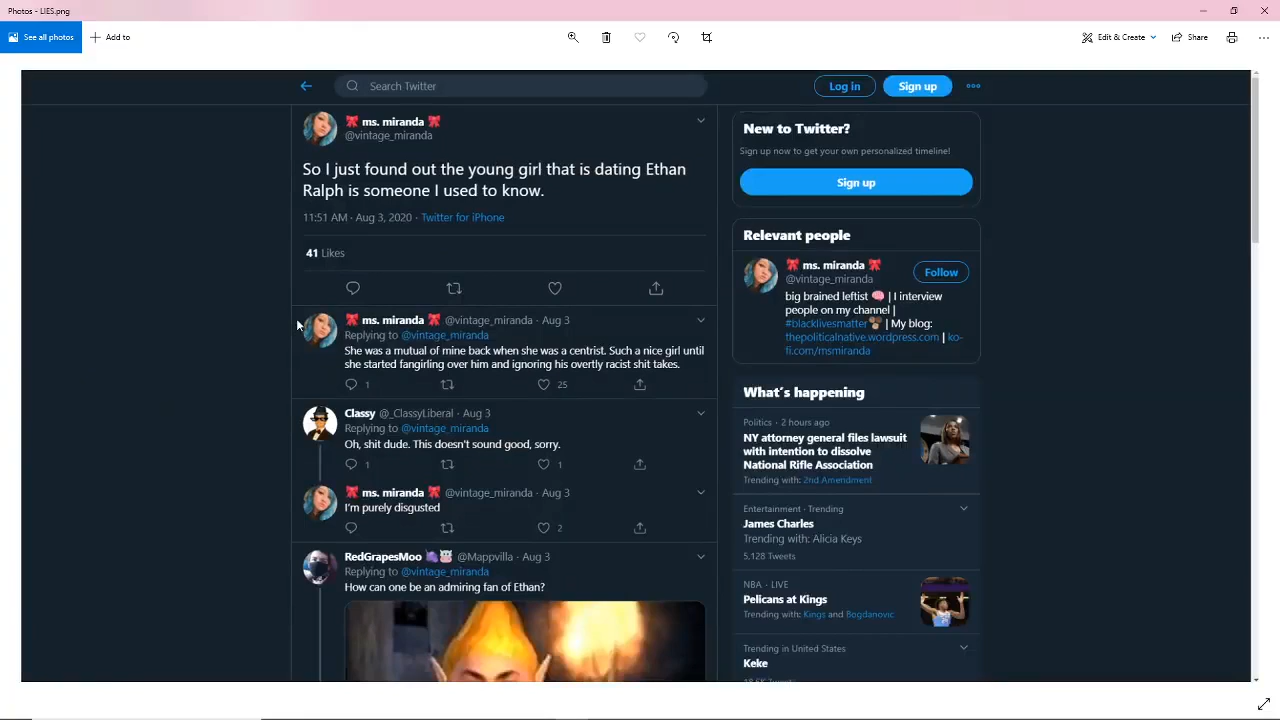 Photos - LIES.png
See all photos
Add to
Edit & Create
Share
Search Twitter
Log in
Sign up
ms. miranda
@vintage_miranda
So I just found out the young girl that is dating Ethan
Ralph is someone I used to know.
11:51 AM · Aug 3, 2020 · Twitter for iPhone
41 Likes
ms. miranda @vintage_miranda · Aug 3
Replying to @vintage_miranda
She was a mutual of mine back when she was a centrist. Such a nice girl until
she started fangirling over him and ignoring his overtly racist shit takes.
1
25
Classy @_ClassyLiberal · Aug 3
Replying to @vintage_miranda
Oh, shit dude. This doesn't sound good, sorry.
1
1
ms. miranda @vintage_miranda · Aug 3
I'm purely disgusted
2
RedGrapesMoo @Mappvilla · Aug 3
Replying to @vintage_miranda
How can one be an admiring fan of Ethan?
New to Twitter?
Sign up now to get your own personalized timeline!
Sign up
Relevant people
ms. miranda
@vintage_miranda
Follow
big brained leftist | I interview
people on my channel |
#blacklivesmatter | My blog:
thepoliticalnative.wordpress.com | ko-
fi.com/msmiranda
What's happening
Politics · 2 hours ago
NY attorney general files lawsuit
with intention to dissolve
National Rifle Association
Trending with: 2nd Amendment
Entertainment · Trending
James Charles
Trending with: Alicia Keys
5,128 Tweets
NBA · LIVE
Pelicans at Kings
Trending with: Kings and Bogdanovic
Trending in United States
Keke